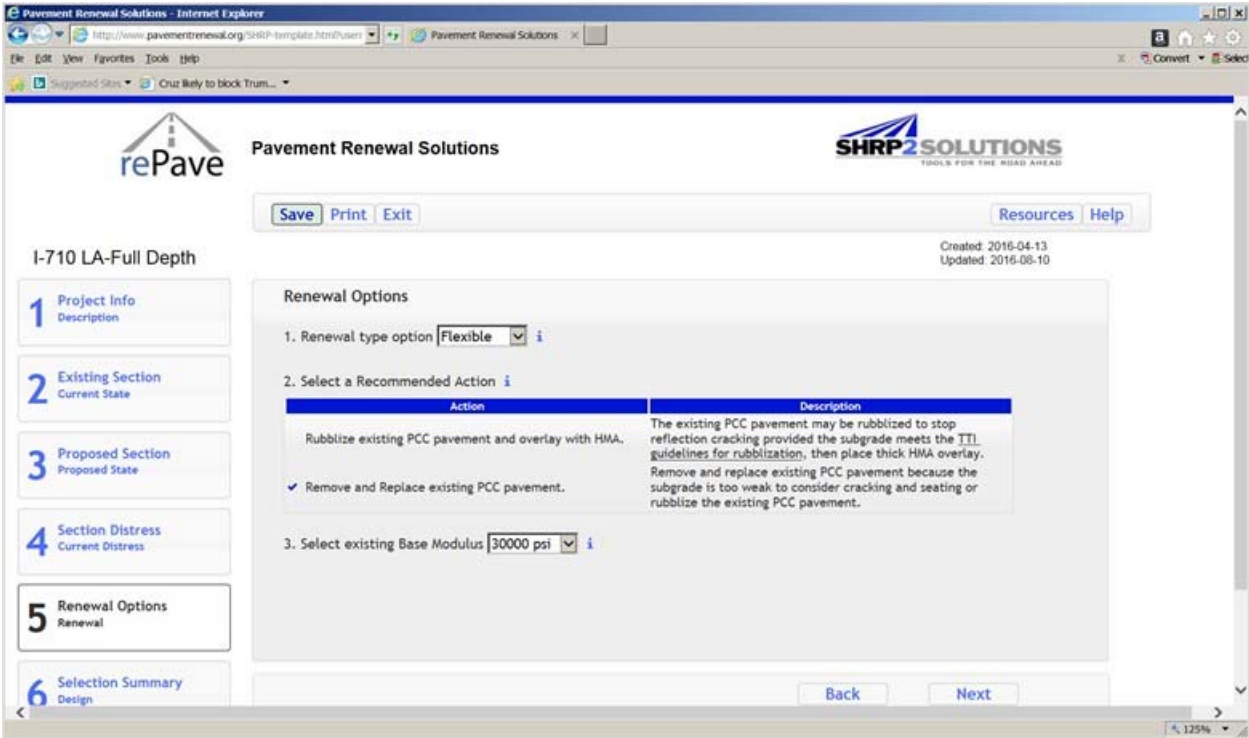 Pavement Renewal Solutions - Internet Explorer
http://www.pavementrenewal.org/SHRP-template.html?useri
Pavement Renewal Solutions
File Edit View Favorites Tools Help
Convert
Select
Suggested Sites
Cruz likely to block Trum...
rePave
Pavement Renewal Solutions
SHRP2SOLUTIONS
TOOLS FOR THE ROAD AHEAD
Save Print Exit
Resources Help
I-710 LA-Full Depth
Created: 2016-04-13
Updated: 2016-08-10
1 Project Info
Description
2 Existing Section
Current State
3 Proposed Section
Proposed State
4 Section Distress
Current Distress
5 Renewal Options
Renewal
6 Selection Summary
Design
Renewal Options
1. Renewal type option Flexible i
2. Select a Recommended Action i
Action Description
Rubblize existing PCC pavement and overlay with HMA.
The existing PCC pavement may be rubblized to stop
reflection cracking provided the subgrade meets the TTI
guidelines for rubblization, then place thick HMA overlay.
✔ Remove and Replace existing PCC pavement.
Remove and replace existing PCC pavement because the
subgrade is too weak to consider cracking and seating or
rubblize the existing PCC pavement.
3. Select existing Base Modulus 30000 psi i
Back Next
125%